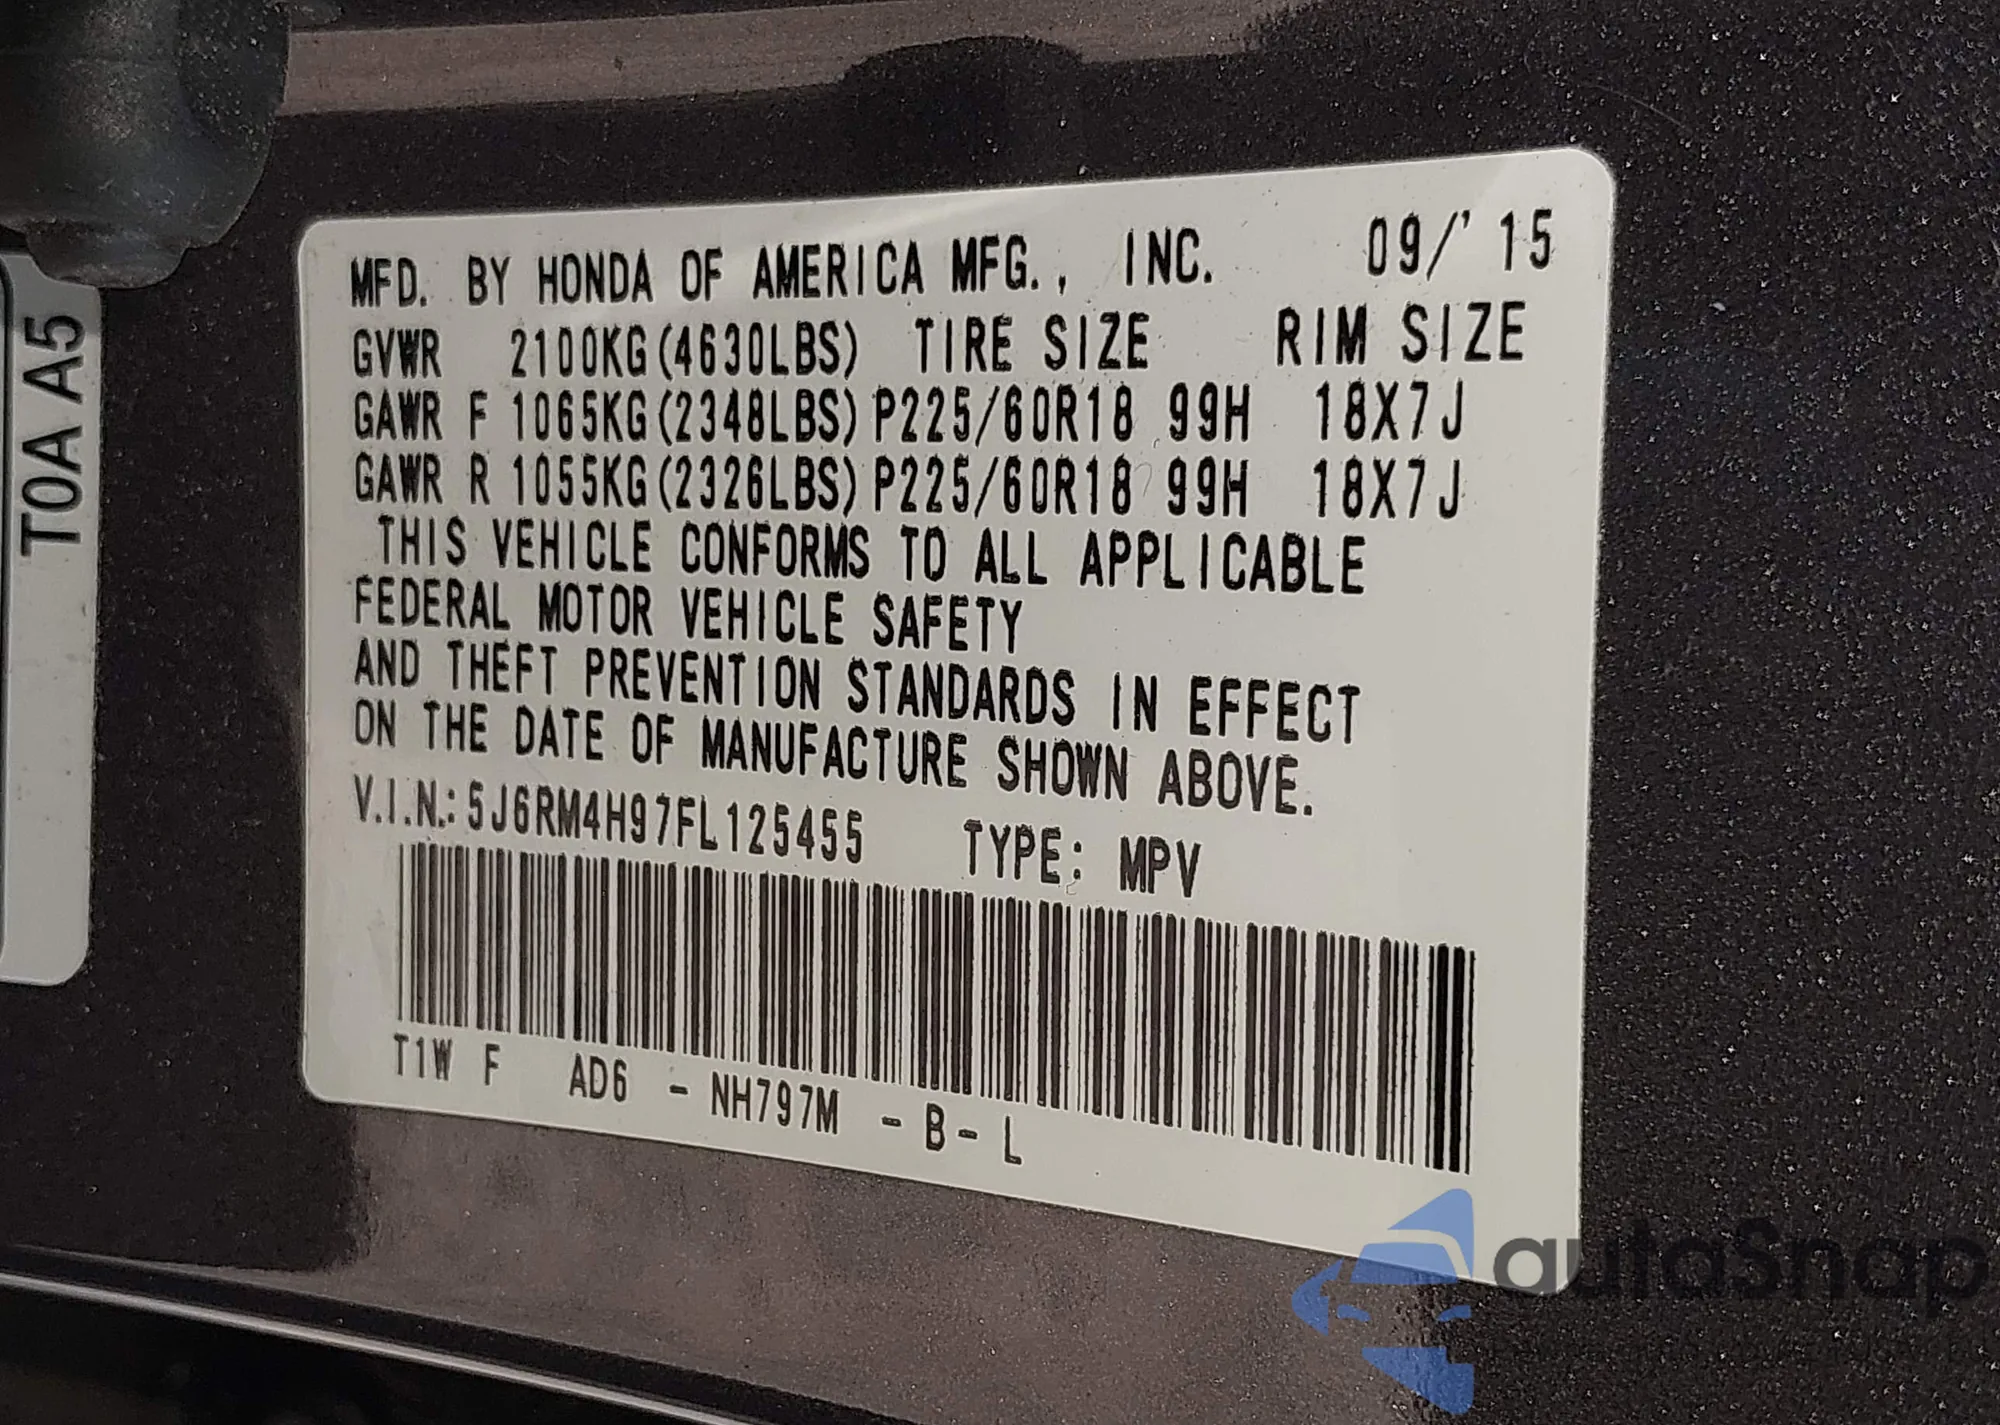 MFD. BY HONDA OF AMERICA MFG., INC. 09/'15
GVWR 2100KG(4630LBS) TIRE SIZE RIM SIZE
GAWR F 1065KG(2348LBS) P225/60R18 99H 18X7J
GAWR R 1055KG(2326LBS) P225/60R18 99H 18X7J
THIS VEHICLE CONFORMS TO ALL APPLICABLE
FEDERAL MOTOR VEHICLE SAFETY
AND THEFT PREVENTION STANDARDS IN EFFECT
ON THE DATE OF MANUFACTURE SHOWN ABOVE.
V.I.N.: 5J6RM4H97FL125455 TYPE: MPV
T1W F AD6 - NH797M - B - L
T0A A5
autaSnap